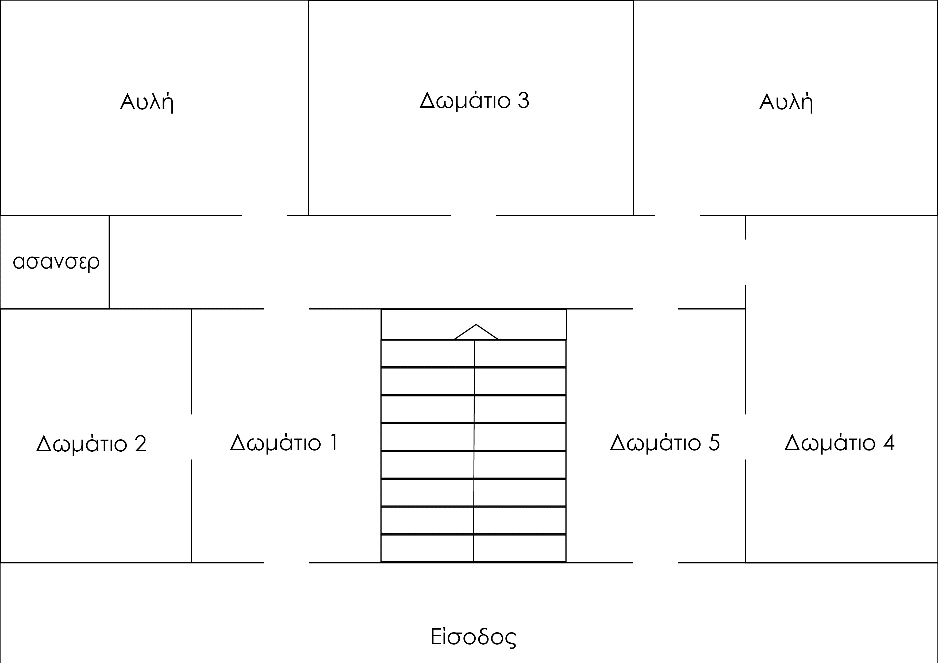 Αυλή
Δωμάτιο 3
Αυλή
ασανσερ
Δωμάτιο 2
Δωμάτιο 1
Δωμάτιο 5
Δωμάτιο 4
Είσοδος